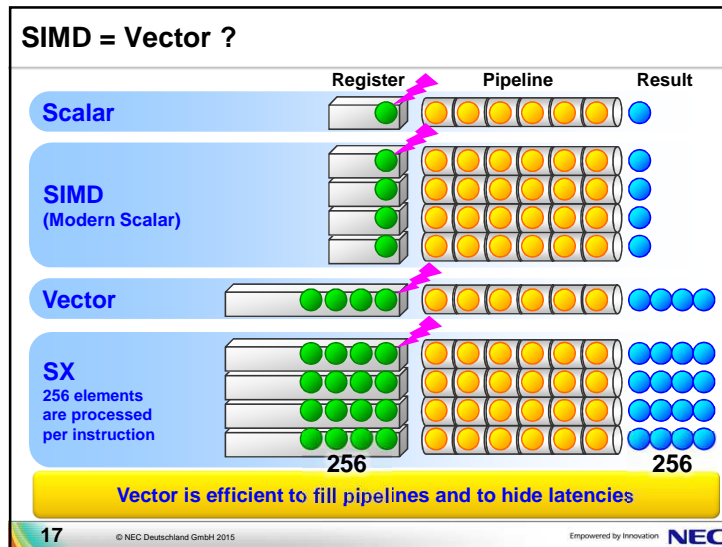 SIMD = Vector ?
Register Pipeline Result
Scalar
SIMD
(Modern Scalar)
Vector
SX
256 elements
are processed
per instruction
256 256
Vector is efficient to fill pipelines and to hide latencies
17 © NEC Deutschland GmbH 2015 Empowered by Innovation NEC